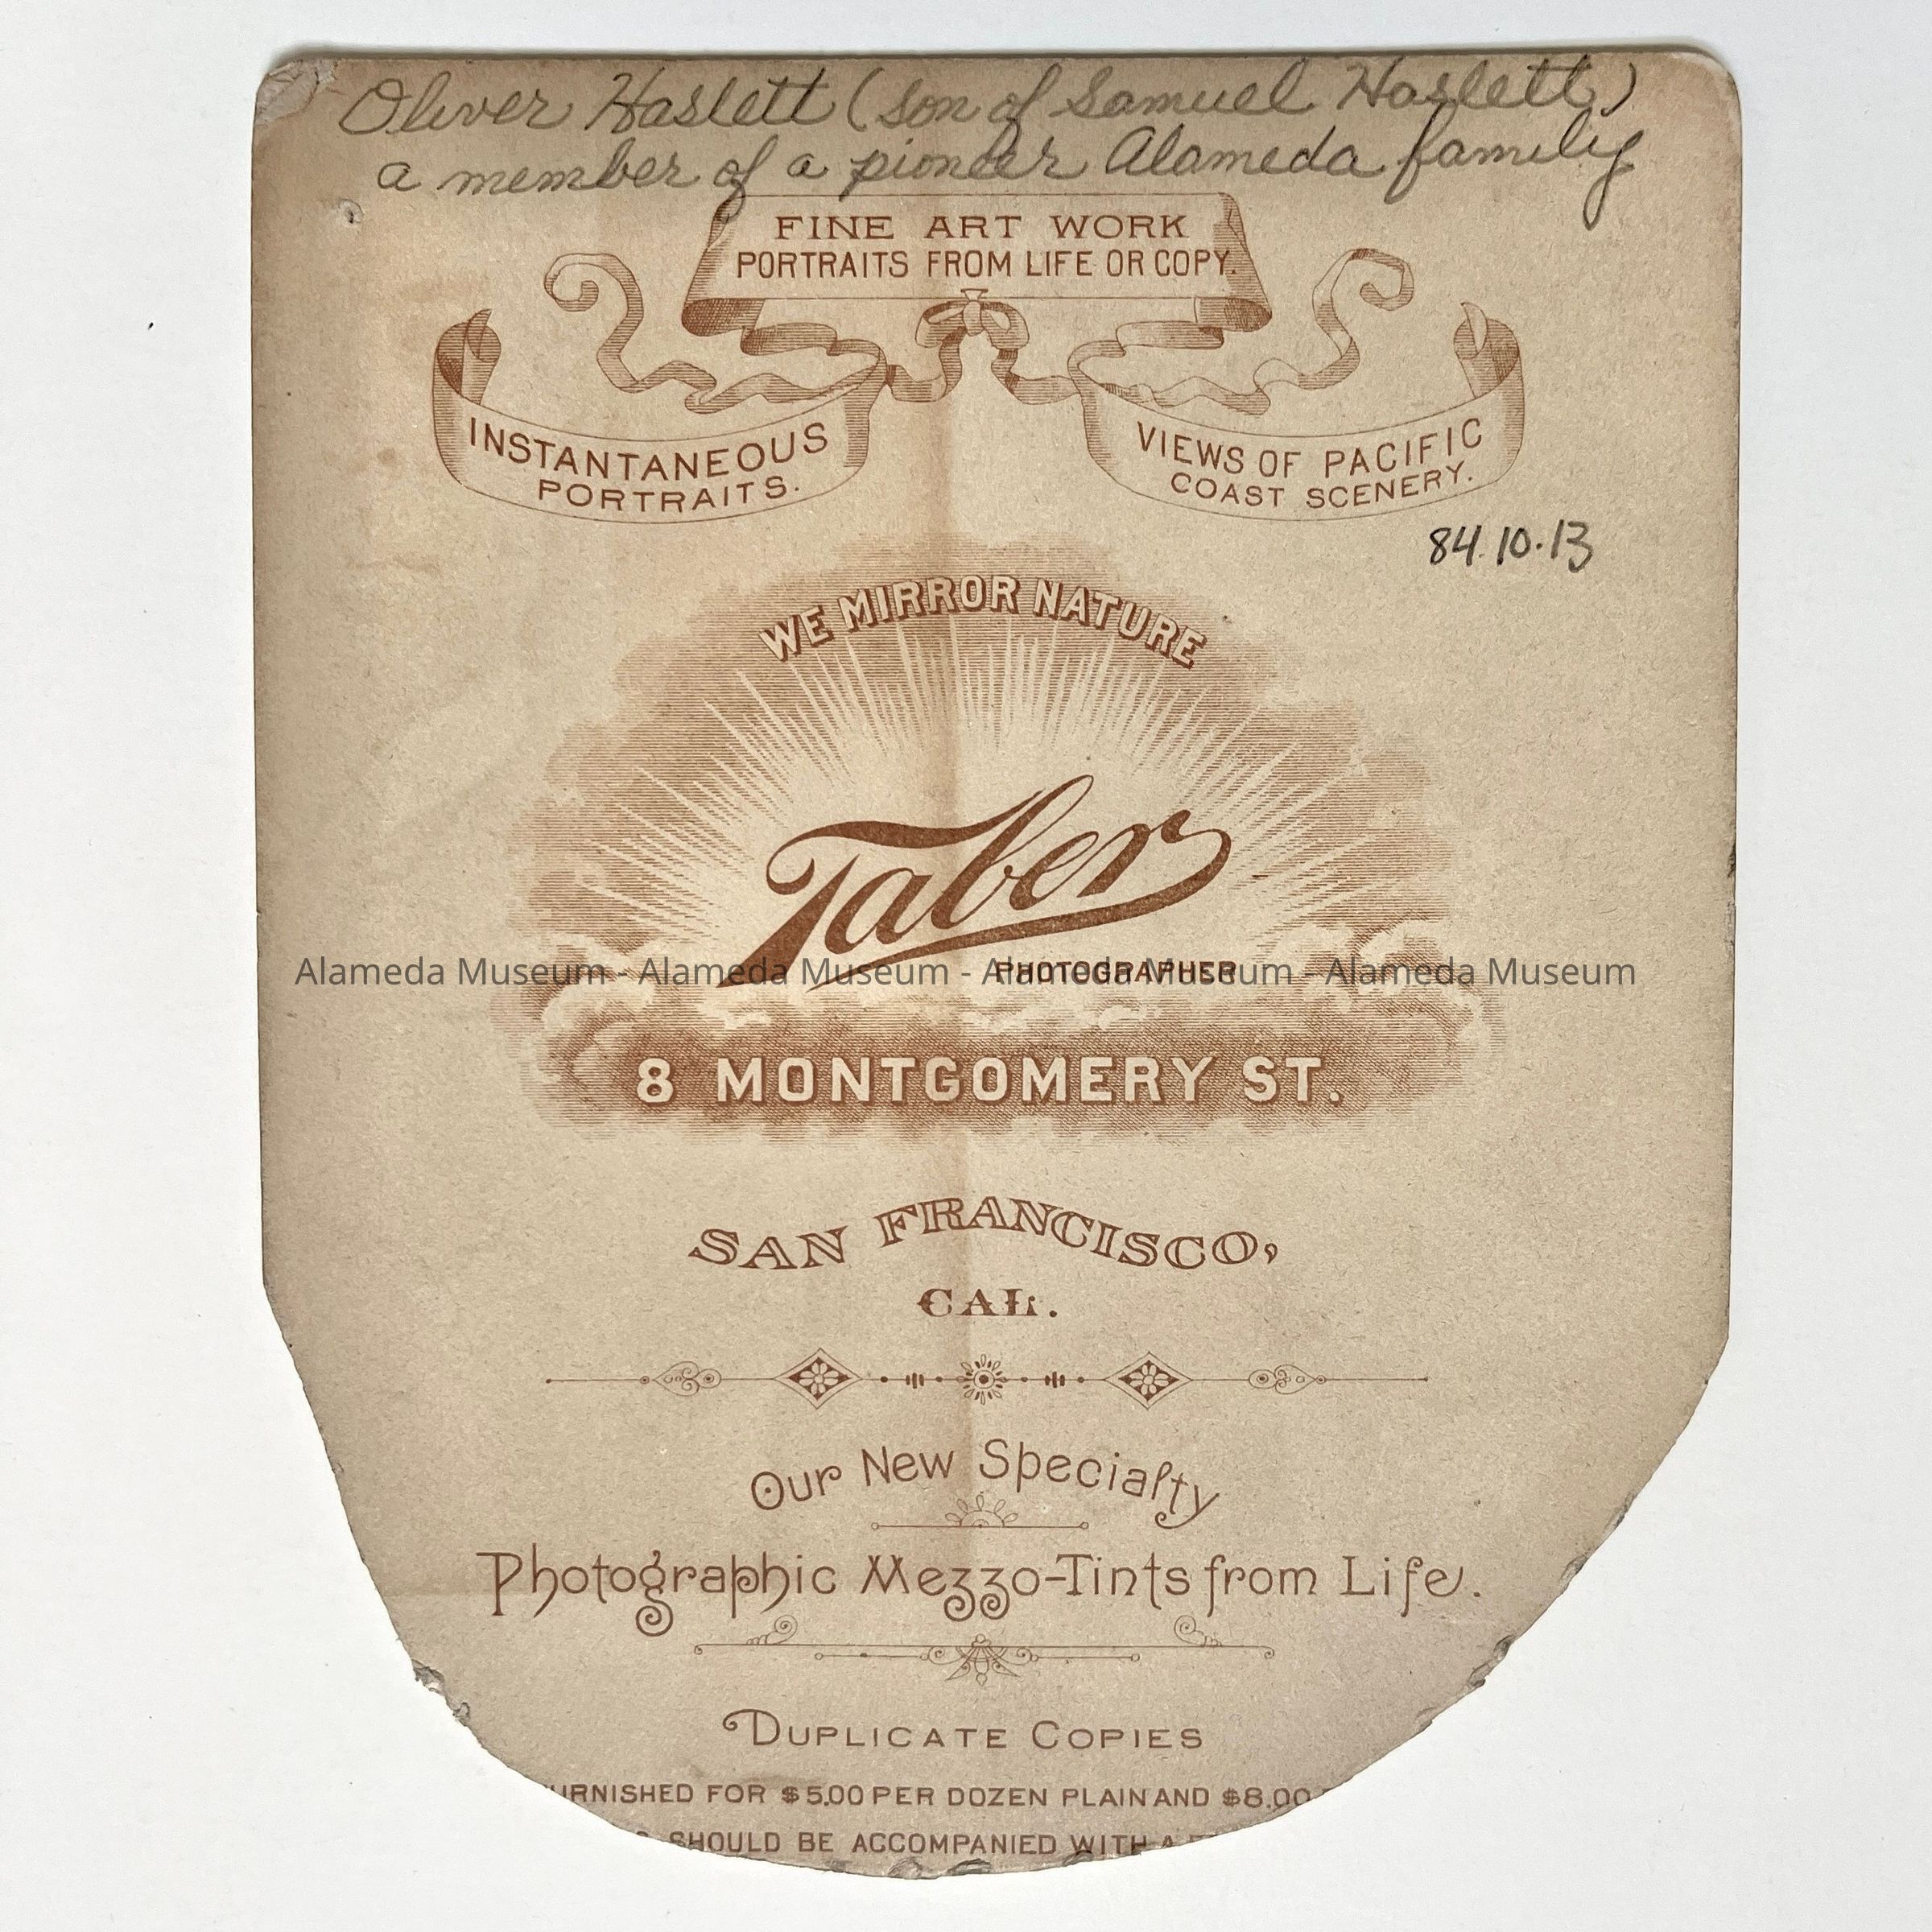 Oliver Haslett (son of Samuel Haslett)
a member of a pioneer Alameda family
FINE ART WORK
PORTRAITS FROM LIFE OR COPY.
INSTANTANEOUS
PORTRAITS.
VIEWS OF PACIFIC
COAST SCENERY.
84.10.13
WE MIRROR NATURE
Taber
PHOTOGRAPHER
Alameda Museum - Alameda Museum - Alameda Museum - Alameda Museum
8 MONTGOMERY ST.
SAN FRANCISCO,
CAL.
Our New Specialty
Photographic Mezzo-Tints from Life.
DUPLICATE COPIES
URNISHED FOR $5.00 PER DOZEN PLAIN AND $8.00
SHOULD BE ACCOMPANIED WITH A